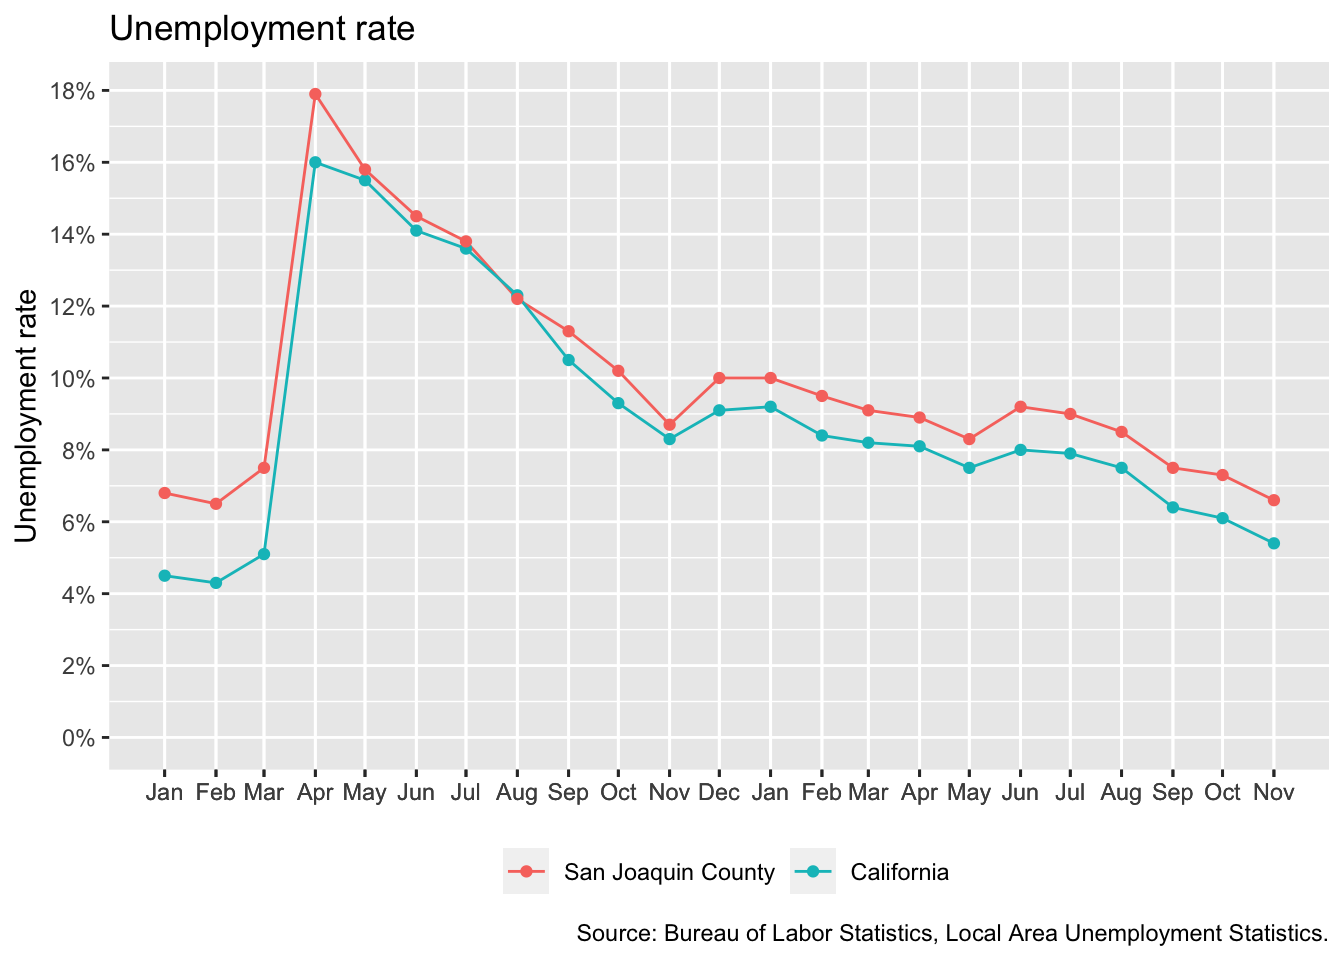 Unemployment rate
Unemployment rate
18%
16%
14%
12%
10%
8%
6%
4%
2%
0%
Jan Feb Mar Apr May Jun Jul Aug Sep Oct Nov Dec Jan Feb Mar Apr May Jun Jul Aug Sep Oct Nov
San Joaquin County California
Source: Bureau of Labor Statistics, Local Area Unemployment Statistics.